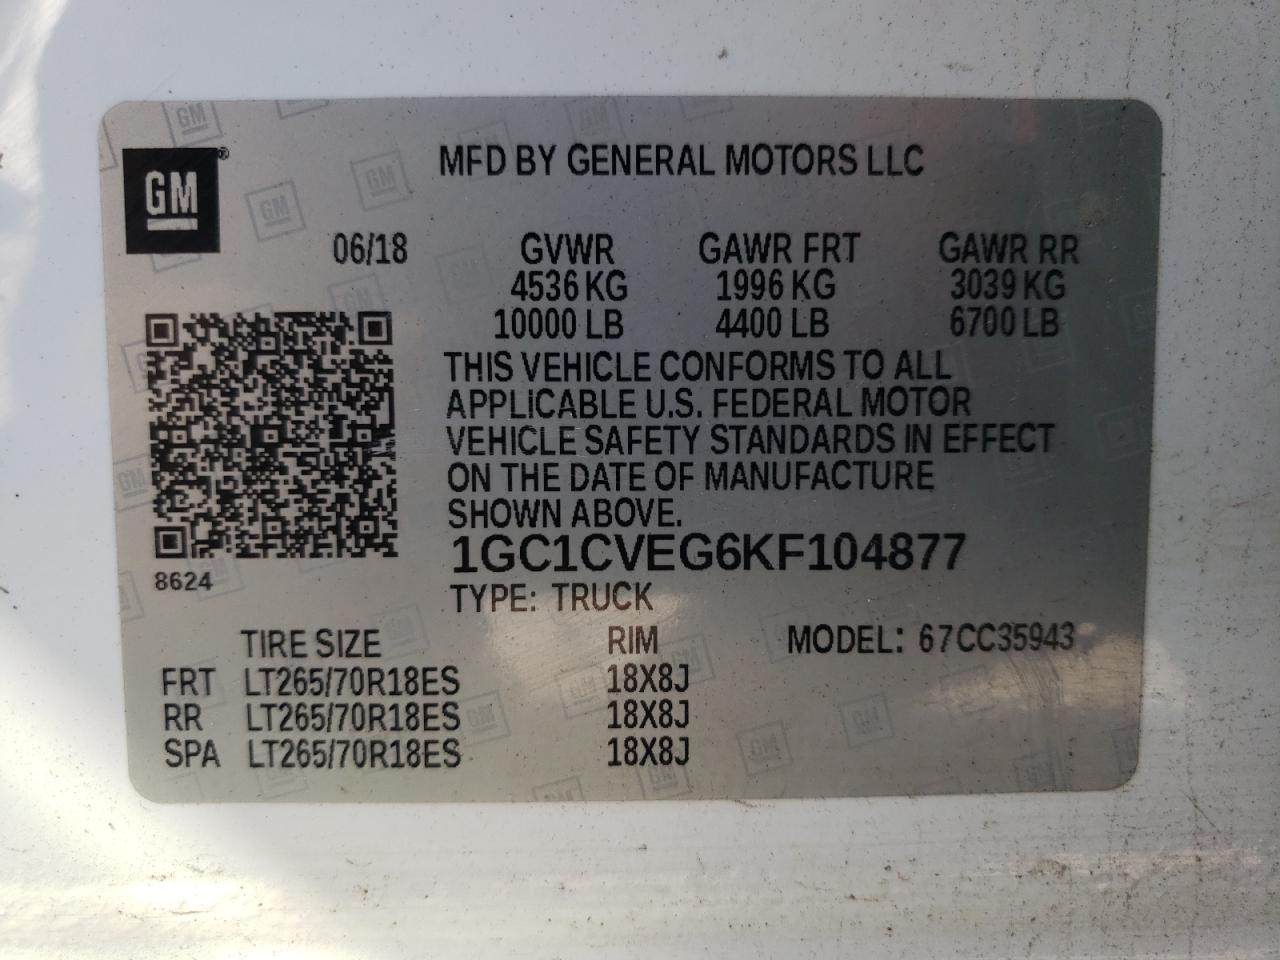 GM®
MFD BY GENERAL MOTORS LLC
06/18 GVWR GAWR FRT GAWR RR
4536 KG 1996 KG 3039 KG
10000 LB 4400 LB 6700 LB
THIS VEHICLE CONFORMS TO ALL
APPLICABLE U.S. FEDERAL MOTOR
VEHICLE SAFETY STANDARDS IN EFFECT
ON THE DATE OF MANUFACTURE
SHOWN ABOVE.
1GC1CVEG6KF104877
8624
TYPE: TRUCK
TIRE SIZE RIM MODEL: 67CC35943
FRT LT265/70R18ES 18X8J
RR LT265/70R18ES 18X8J
SPA LT265/70R18ES 18X8J